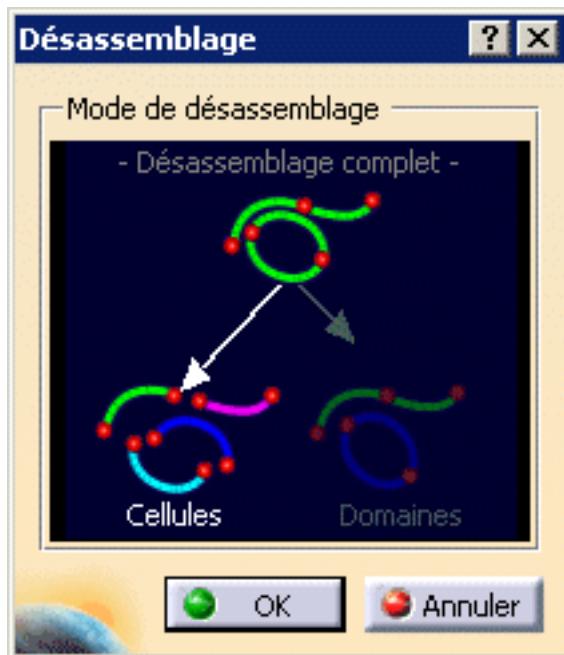 Désassemblage
Mode de désassemblage
- Désassemblage complet -
Cellules Domaines
OK Annuler